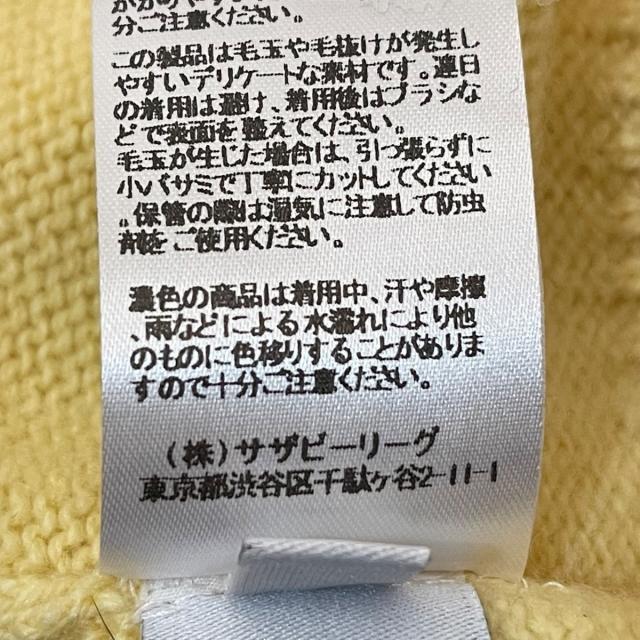 分ご注意ください。
この製品は毛玉や毛抜けが発生し
やすいデリケートな素材です。連日
の着用は避け、着用後はブラシな
どで表面を整えてください。
毛玉が生じた場合は、引っ張らずに
小バサミで丁寧にカットしてください
。保管の際は湿気に注意して防虫
剤をご使用ください。
濃色の商品は着用中、汗や摩擦
、雨などによる水濡れにより他
のものに色移りすることがありま
すので十分ご注意ください。
(株)サザビーリーグ
東京都渋谷区千駄ヶ谷2-11-1